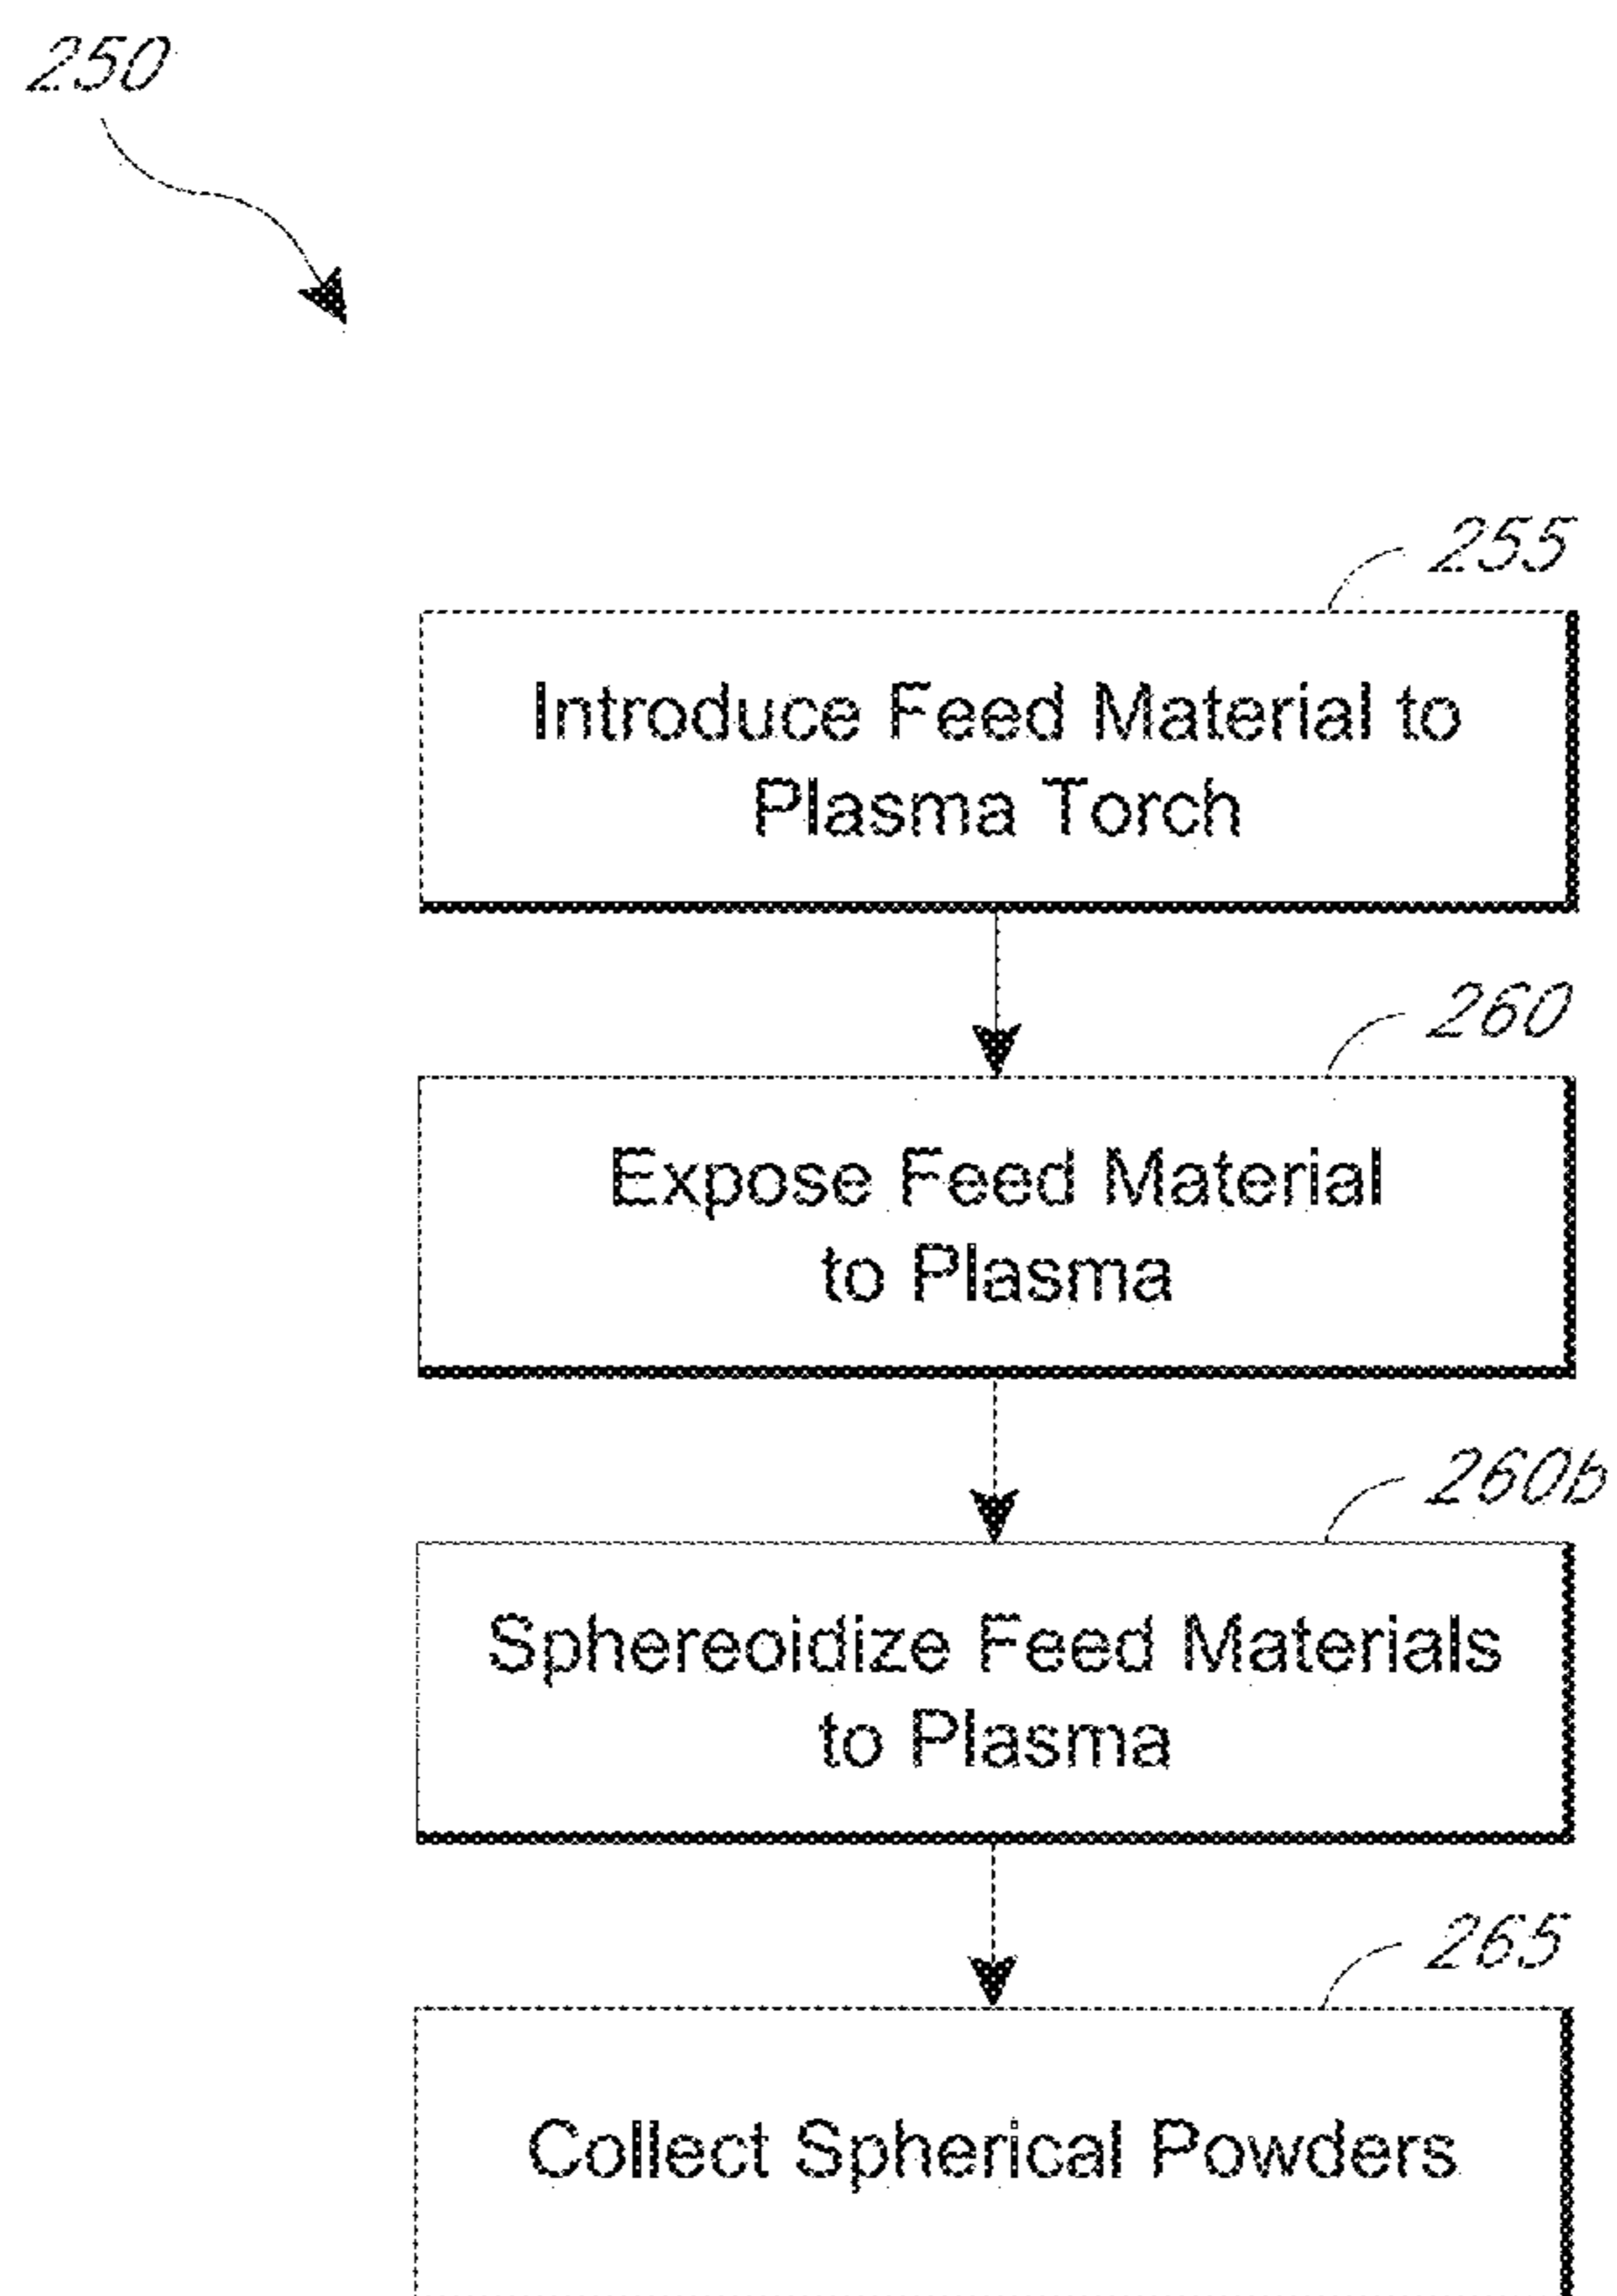 250
255
Introduce Feed Material to
Plasma Torch
260
Expose Feed Material
to Plasma
260b
Sphereoidize Feed Materials
to Plasma
265
Collect Spherical Powders